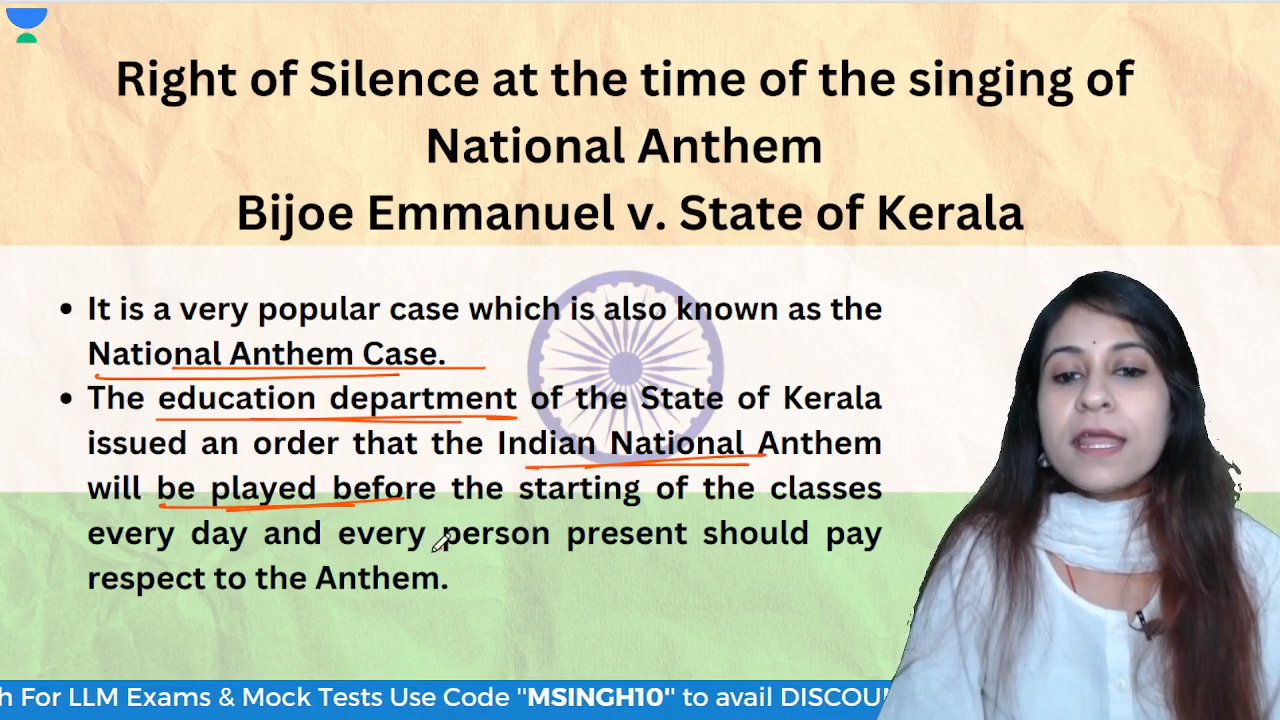 Right of Silence at the time of the singing of
National Anthem
Bijoe Emmanuel v. State of Kerala
• It is a very popular case which is also known as the
National Anthem Case.
• The education department of the State of Kerala
issued an order that the Indian National Anthem
will be played before the starting of the classes
every day and every person present should pay
respect to the Anthem.
For LLM Exams & Mock Tests Use Code "MSINGH10" to avail